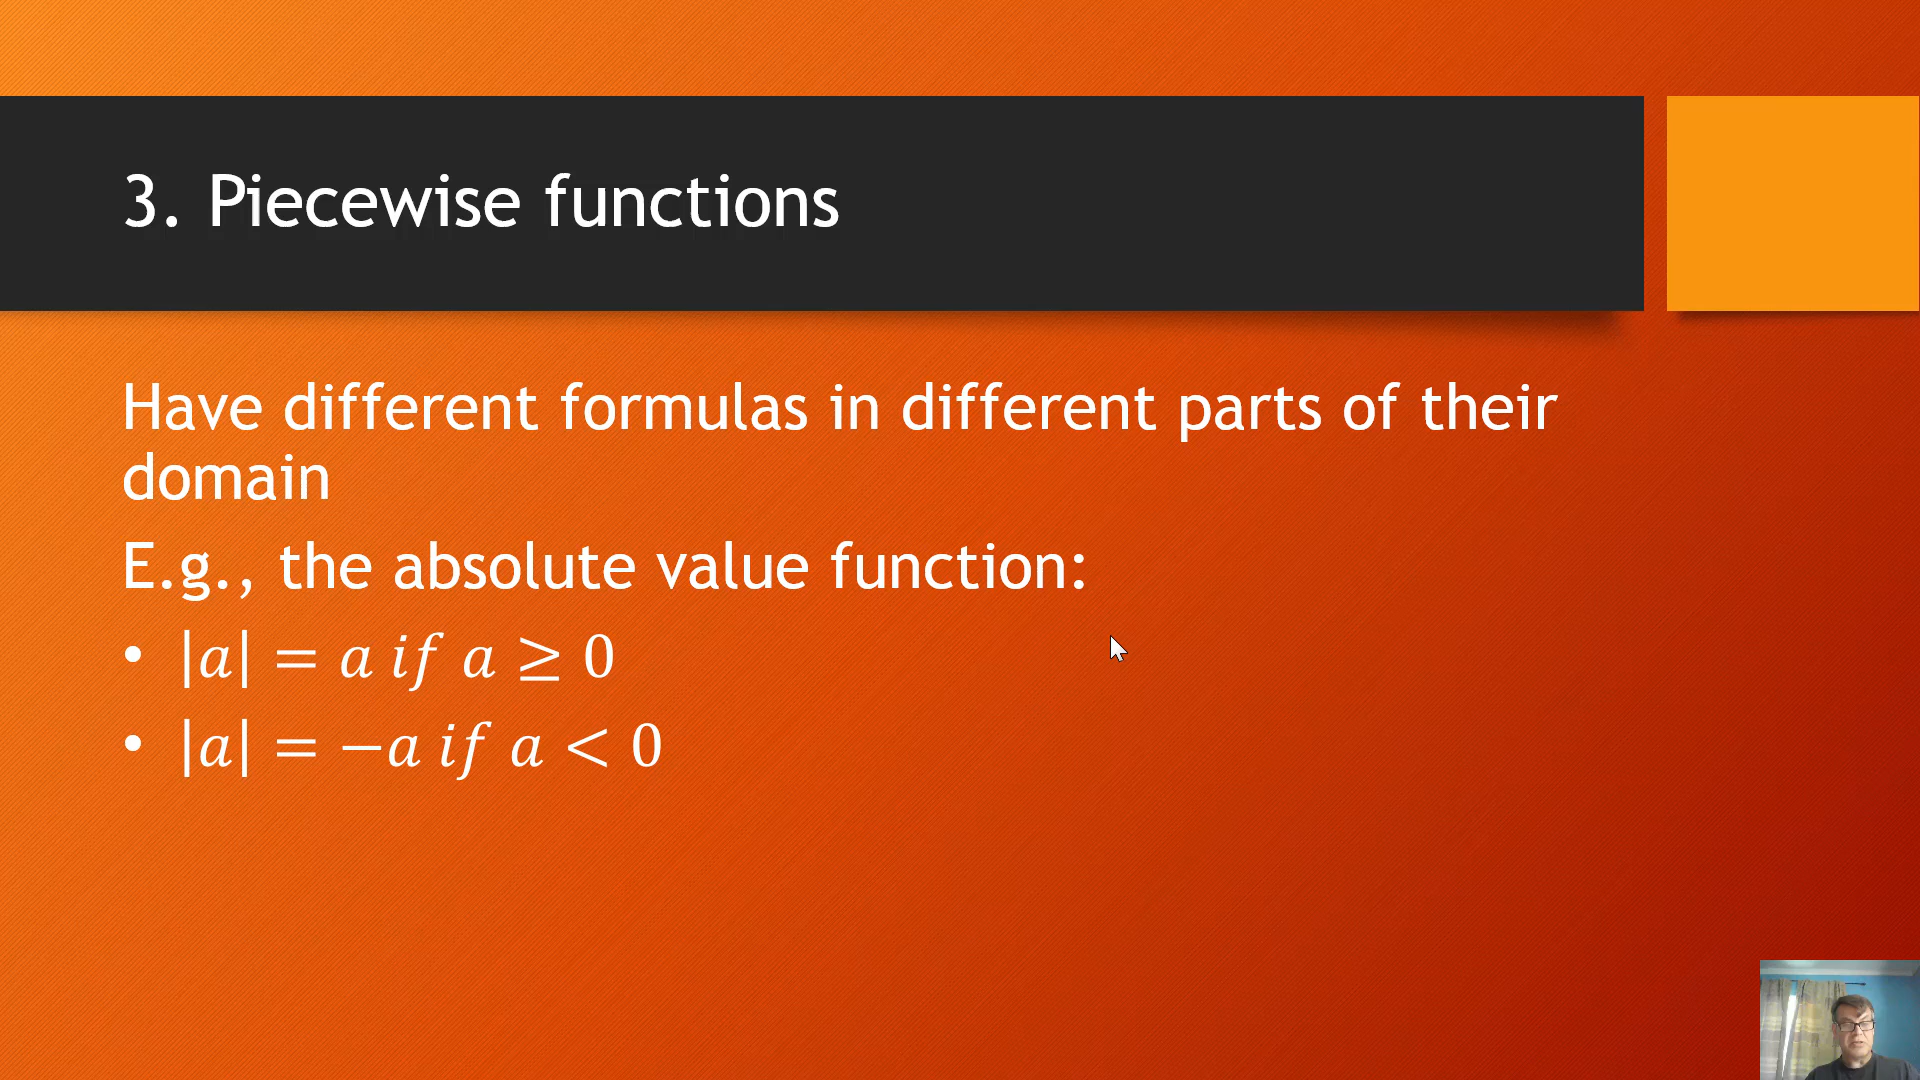 3. Piecewise functions
Have different formulas in different parts of their
domain
E.g., the absolute value function:
• |a| = a if a ≥ 0
• |a| = −a if a < 0